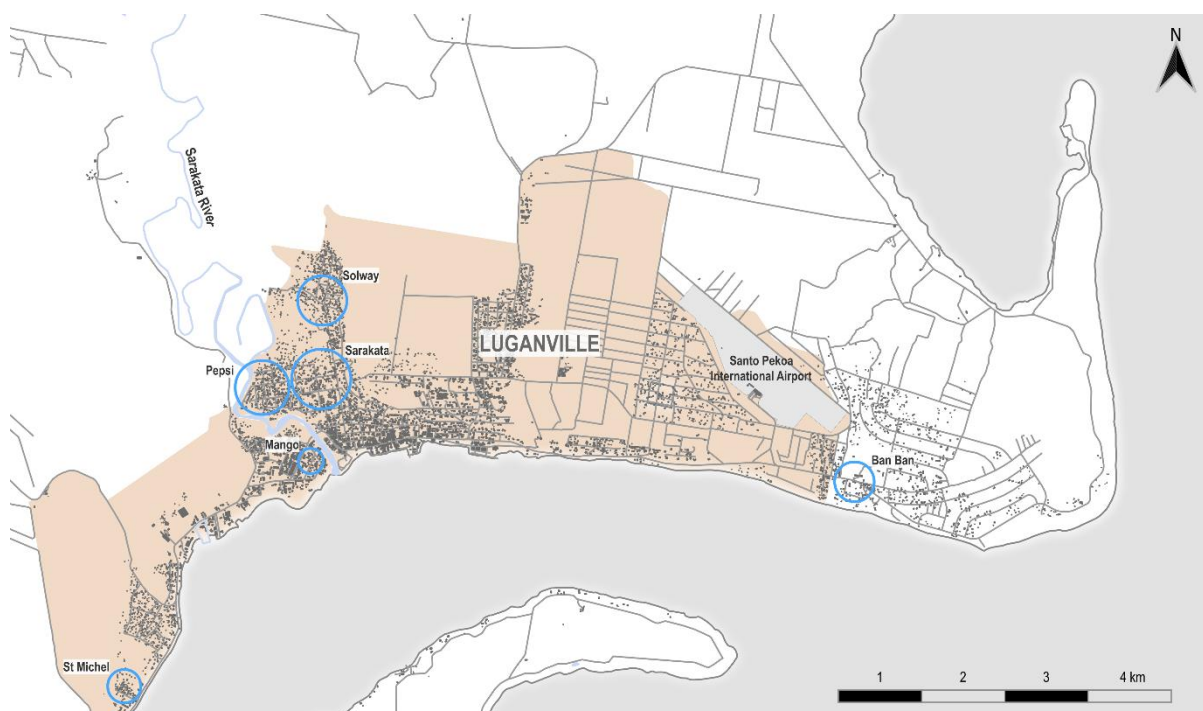 N
Sarakata River
Solway
LUGANVILLE
Sarakata
Pepsi
Santo Pekoa
International Airport
Mango
Ban Ban
St Michel
1 2 3 4 km